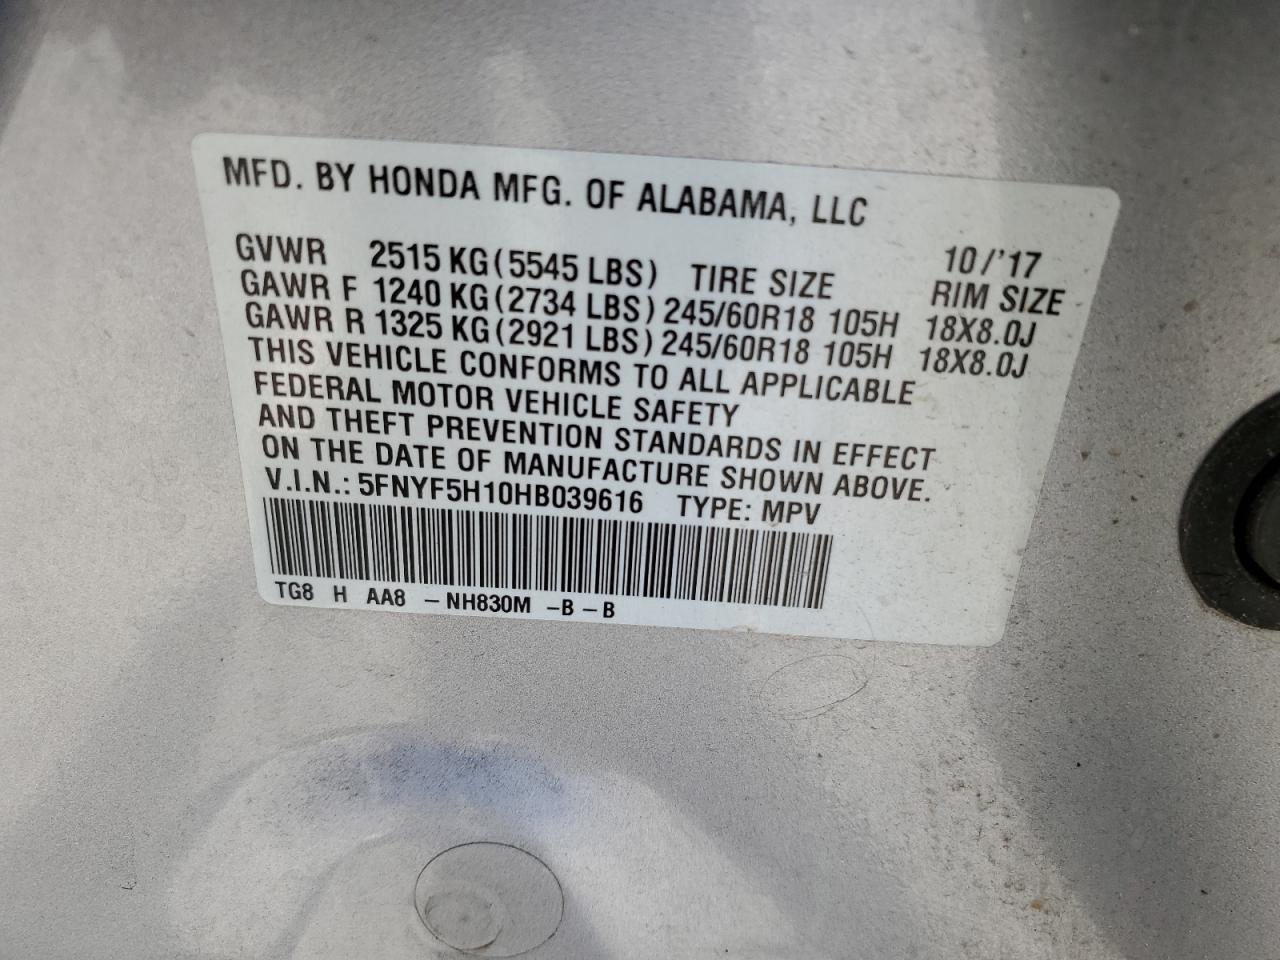 MFD. BY HONDA MFG. OF ALABAMA, LLC
10/'17
GVWR 2515 KG(5545 LBS) TIRE SIZE RIM SIZE
GAWR F 1240 KG(2734 LBS) 245/60R18 105H 18X8.0J
GAWR R 1325 KG(2921 LBS) 245/60R18 105H 18X8.0J
THIS VEHICLE CONFORMS TO ALL APPLICABLE
FEDERAL MOTOR VEHICLE SAFETY
AND THEFT PREVENTION STANDARDS IN EFFECT
ON THE DATE OF MANUFACTURE SHOWN ABOVE.
V.I.N.: 5FNYF5H10HB039616 TYPE: MPV
TG8 H AA8 -NH830M -B-B